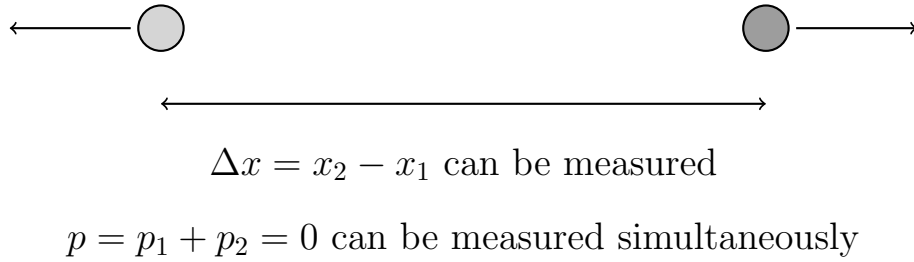 Δx = x₂ − x₁ can be measured
p = p₁ + p₂ = 0 can be measured simultaneously